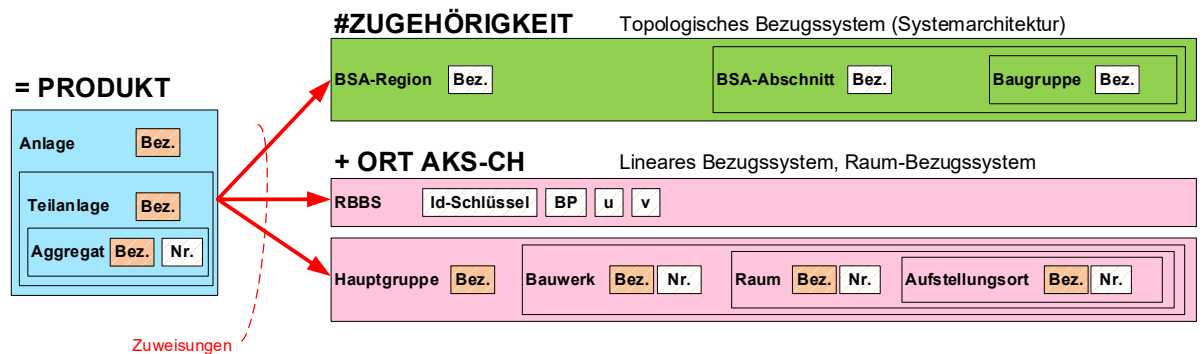 #ZUGEHÖRIGKEIT Topologisches Bezugssystem (Systemarchitektur)
BSA-Region Bez. BSA-Abschnitt Bez. Baugruppe Bez.
= PRODUKT
Anlage Bez.
Teilanlage Bez.
Aggregat Bez. Nr.
+ ORT AKS-CH Lineares Bezugssystem, Raum-Bezugssystem
RBBS Id-Schlüssel BP u v
Hauptgruppe Bez. Bauwerk Bez. Nr. Raum Bez. Nr. Aufstellungsort Bez. Nr.
Zuweisungen